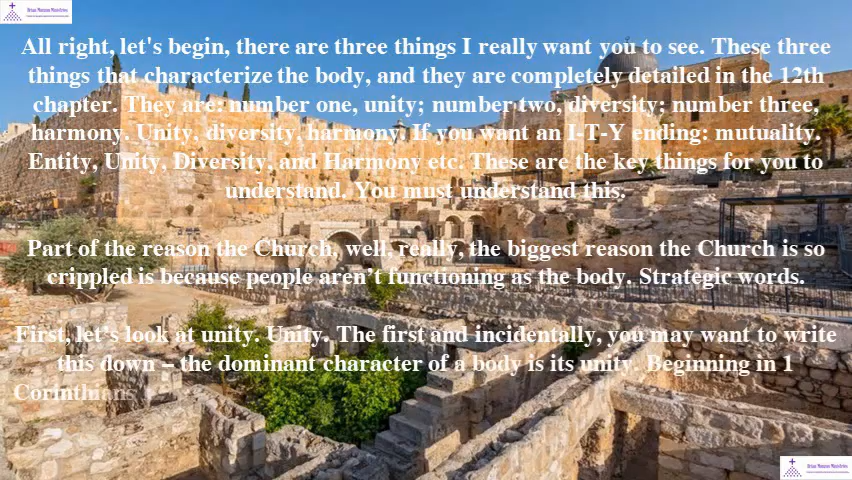 All right, let's begin, there are three things I really want you to see. These three
things that characterize the body, and they are completely detailed in the 12th
chapter. They are: number one, unity; number two, diversity; number three,
harmony. Unity, diversity, harmony. If you want an I-T-Y ending: mutuality.
Entity, Unity, Diversity, and Harmony etc. These are the key things for you to
understand. You must understand this.
Part of the reason the Church, well, really, the biggest reason the Church is so
crippled is because people aren’t functioning as the body. Strategic words.
First, let’s look at unity. Unity. The first and incidentally, you may want to write
this down – the dominant character of a body is its unity. Beginning in 1
Corinthians